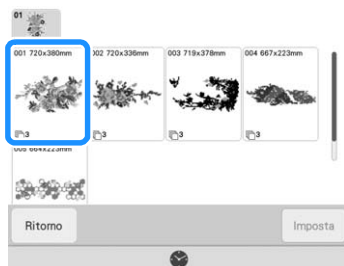 01
001 720x380mm
002 720x336mm
003 719x378mm
004 667x223mm
3
3
3
3
005 664x223mm
Ritorno
Imposta